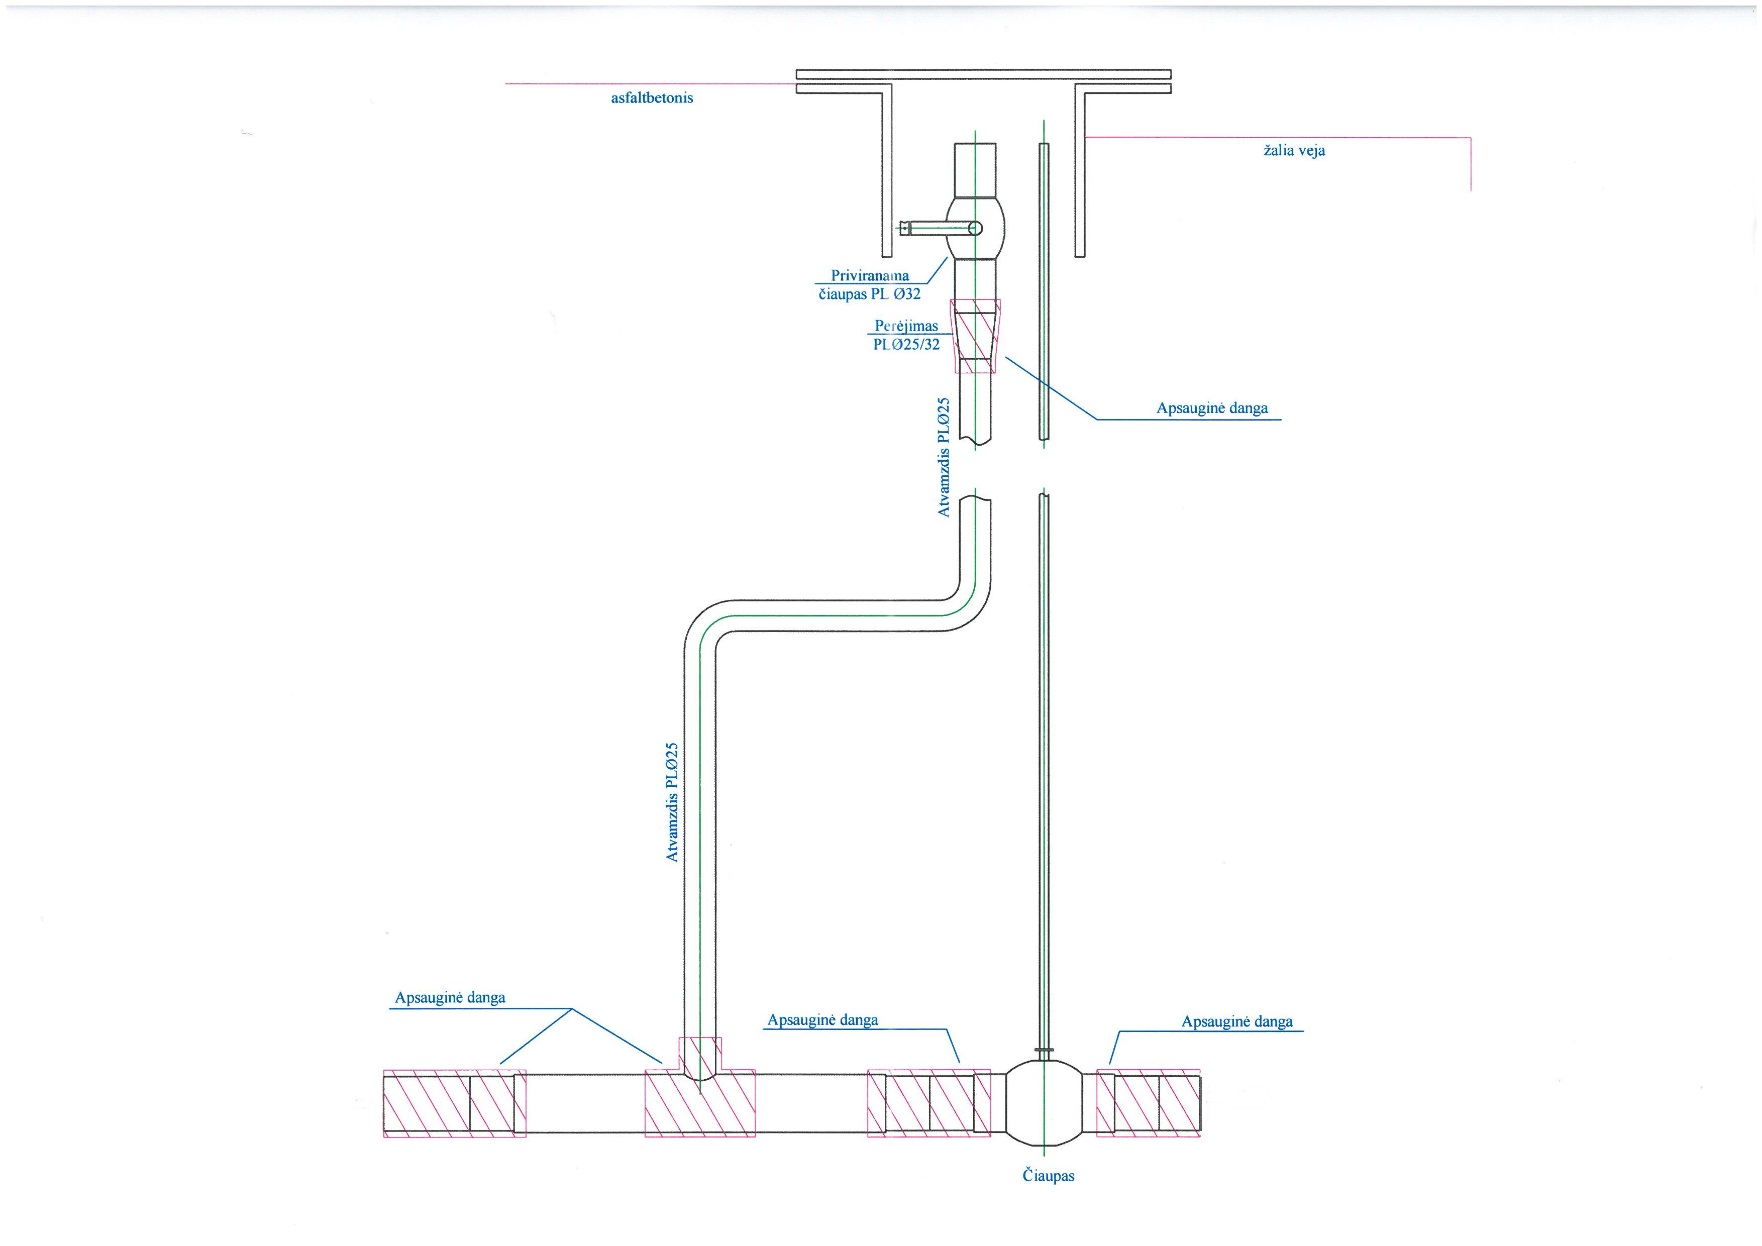 asfaltbetonis
žalia veja
Priviranama
čiaupas PL Ø32
Perėjimas
PLØ25/32
Apsauginė danga
Atvamzdis PLØ25
Atvamzdis PLØ25
Apsauginė danga
Apsauginė danga
Apsauginė danga
Čiaupas